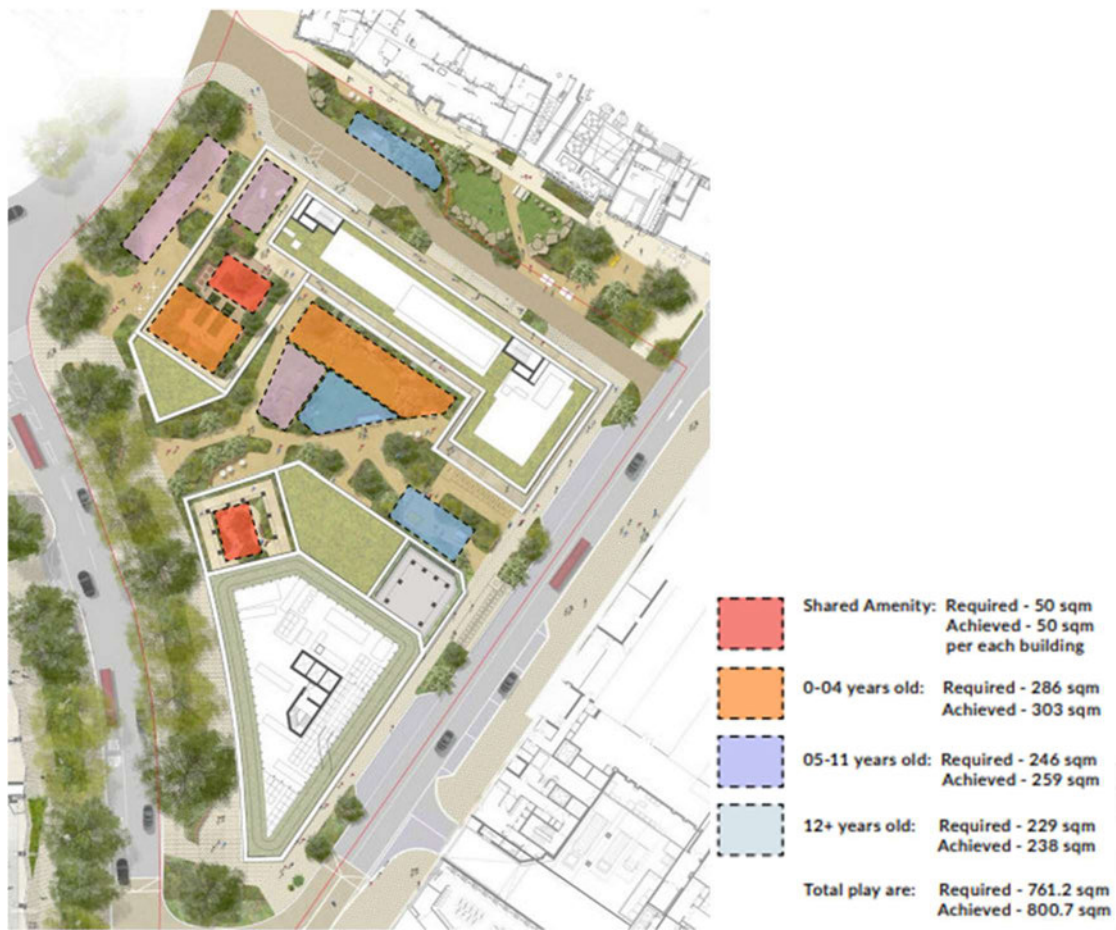 Shared Amenity: Required - 50 sqm
Achieved - 50 sqm
per each building
0-04 years old: Required - 286 sqm
Achieved - 303 sqm
05-11 years old: Required - 246 sqm
Achieved - 259 sqm
12+ years old: Required - 229 sqm
Achieved - 238 sqm
Total play are: Required - 761.2 sqm
Achieved - 800.7 sqm